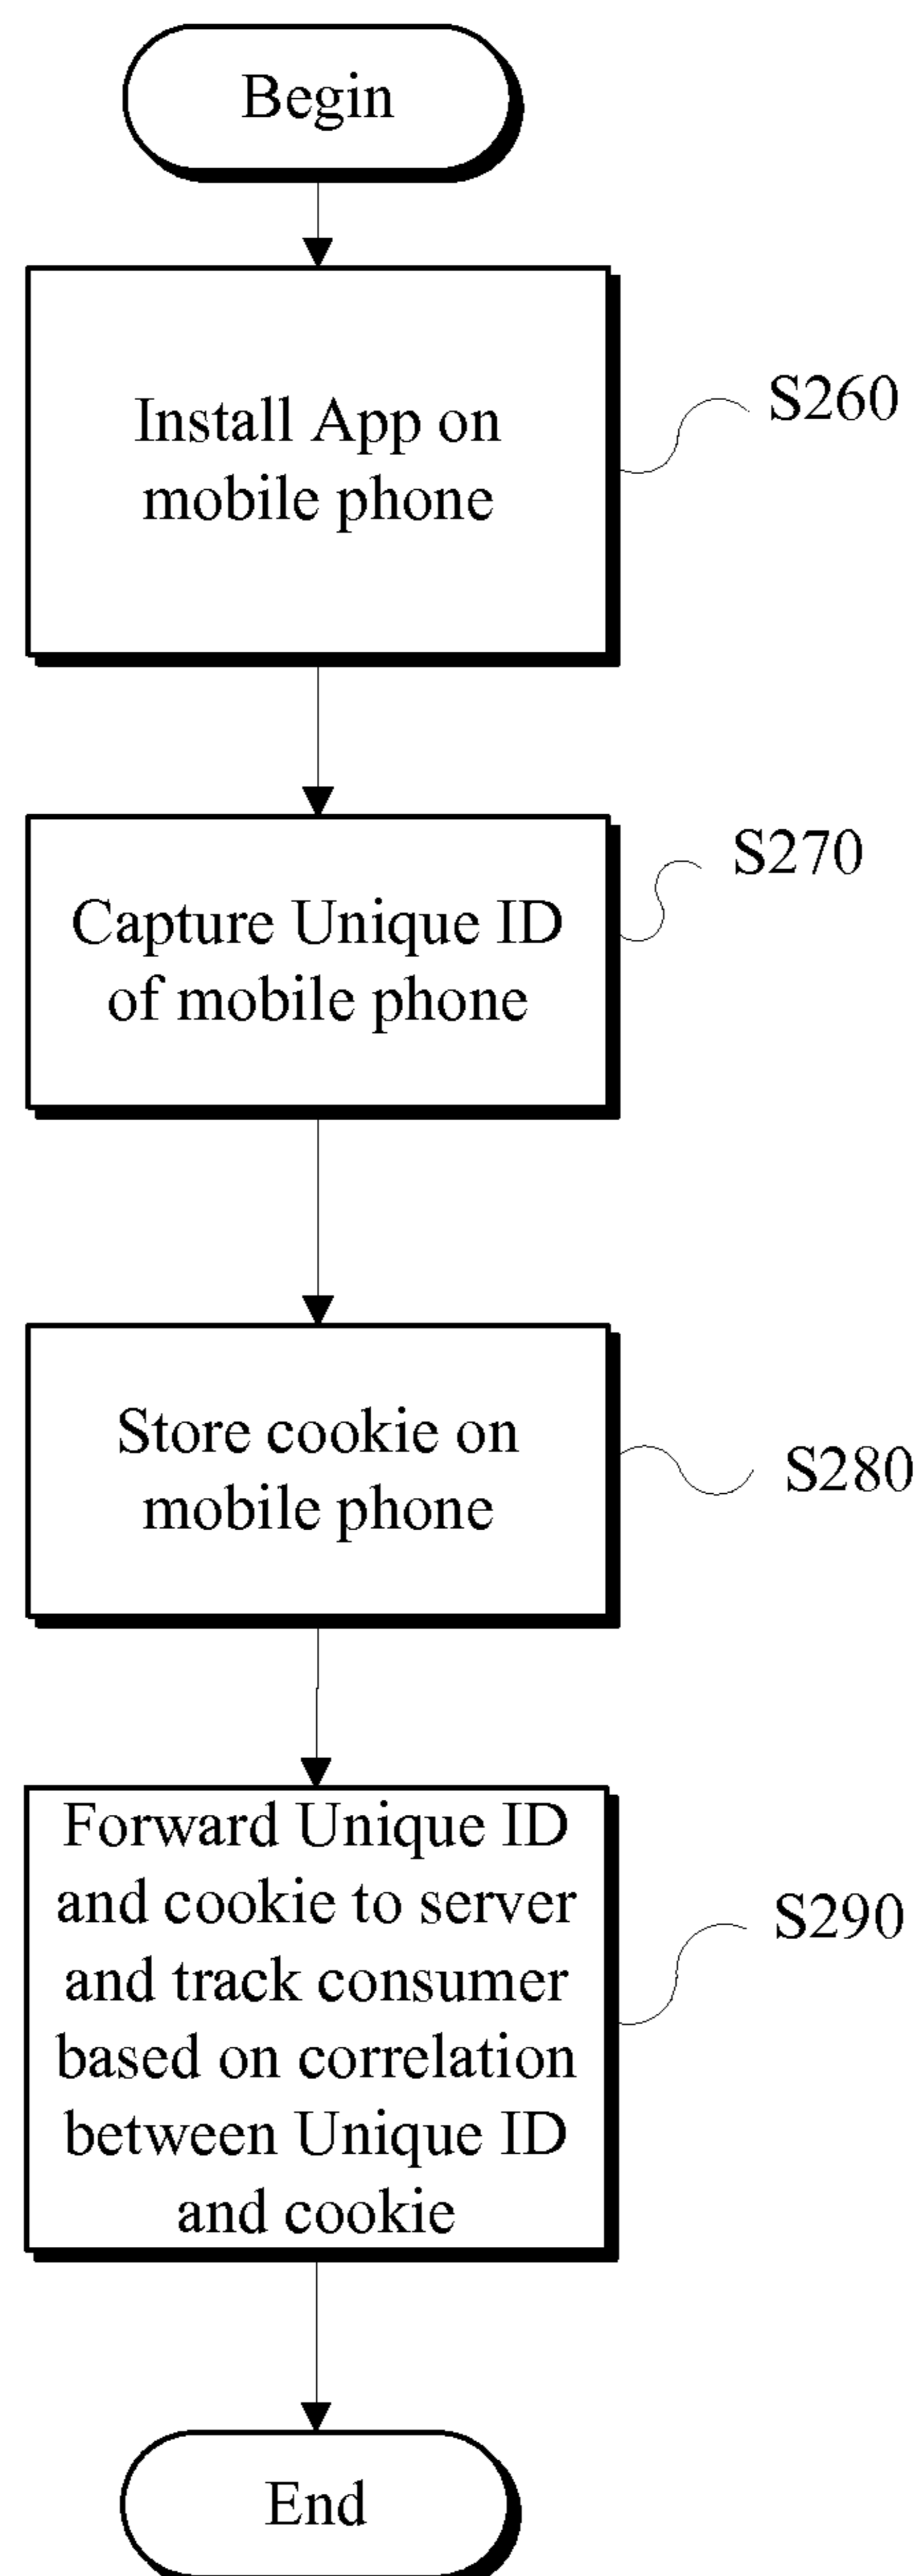 Begin
Install App on
mobile phone
S260
Capture Unique ID
of mobile phone
S270
Store cookie on
mobile phone
S280
Forward Unique ID
and cookie to server
and track consumer
based on correlation
between Unique ID
and cookie
S290
End